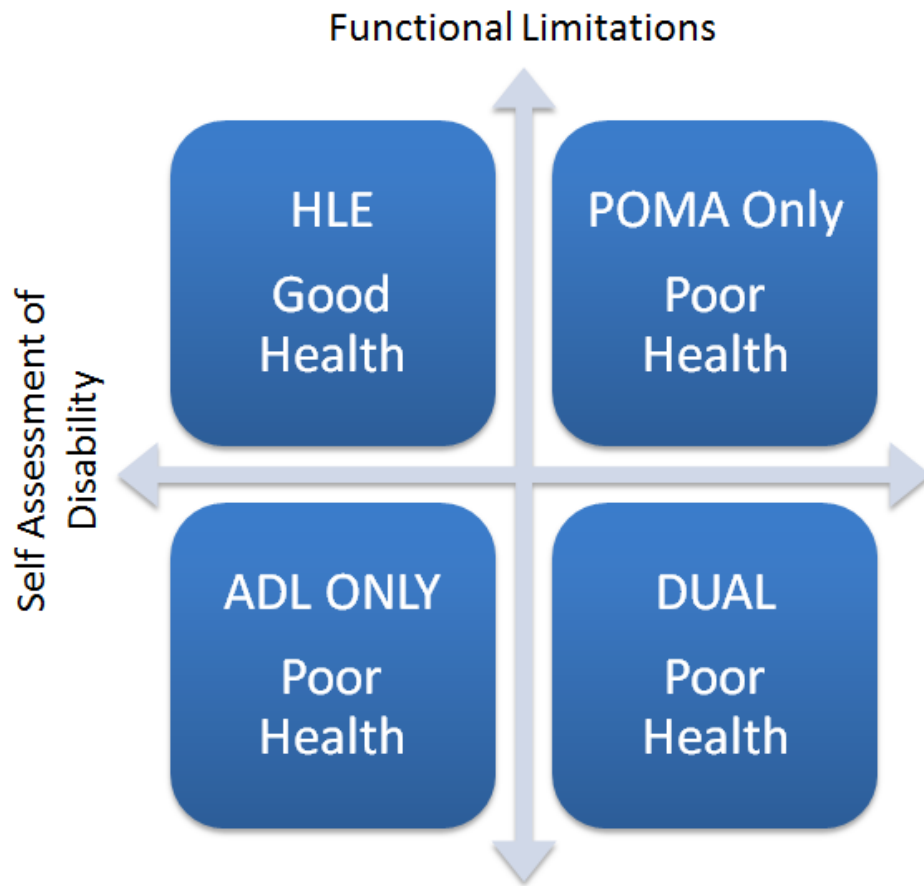 Functional Limitations
HLE
Good
Health
POMA Only
Poor
Health
Self Assessment of
Disability
ADL ONLY
Poor
Health
DUAL
Poor
Health